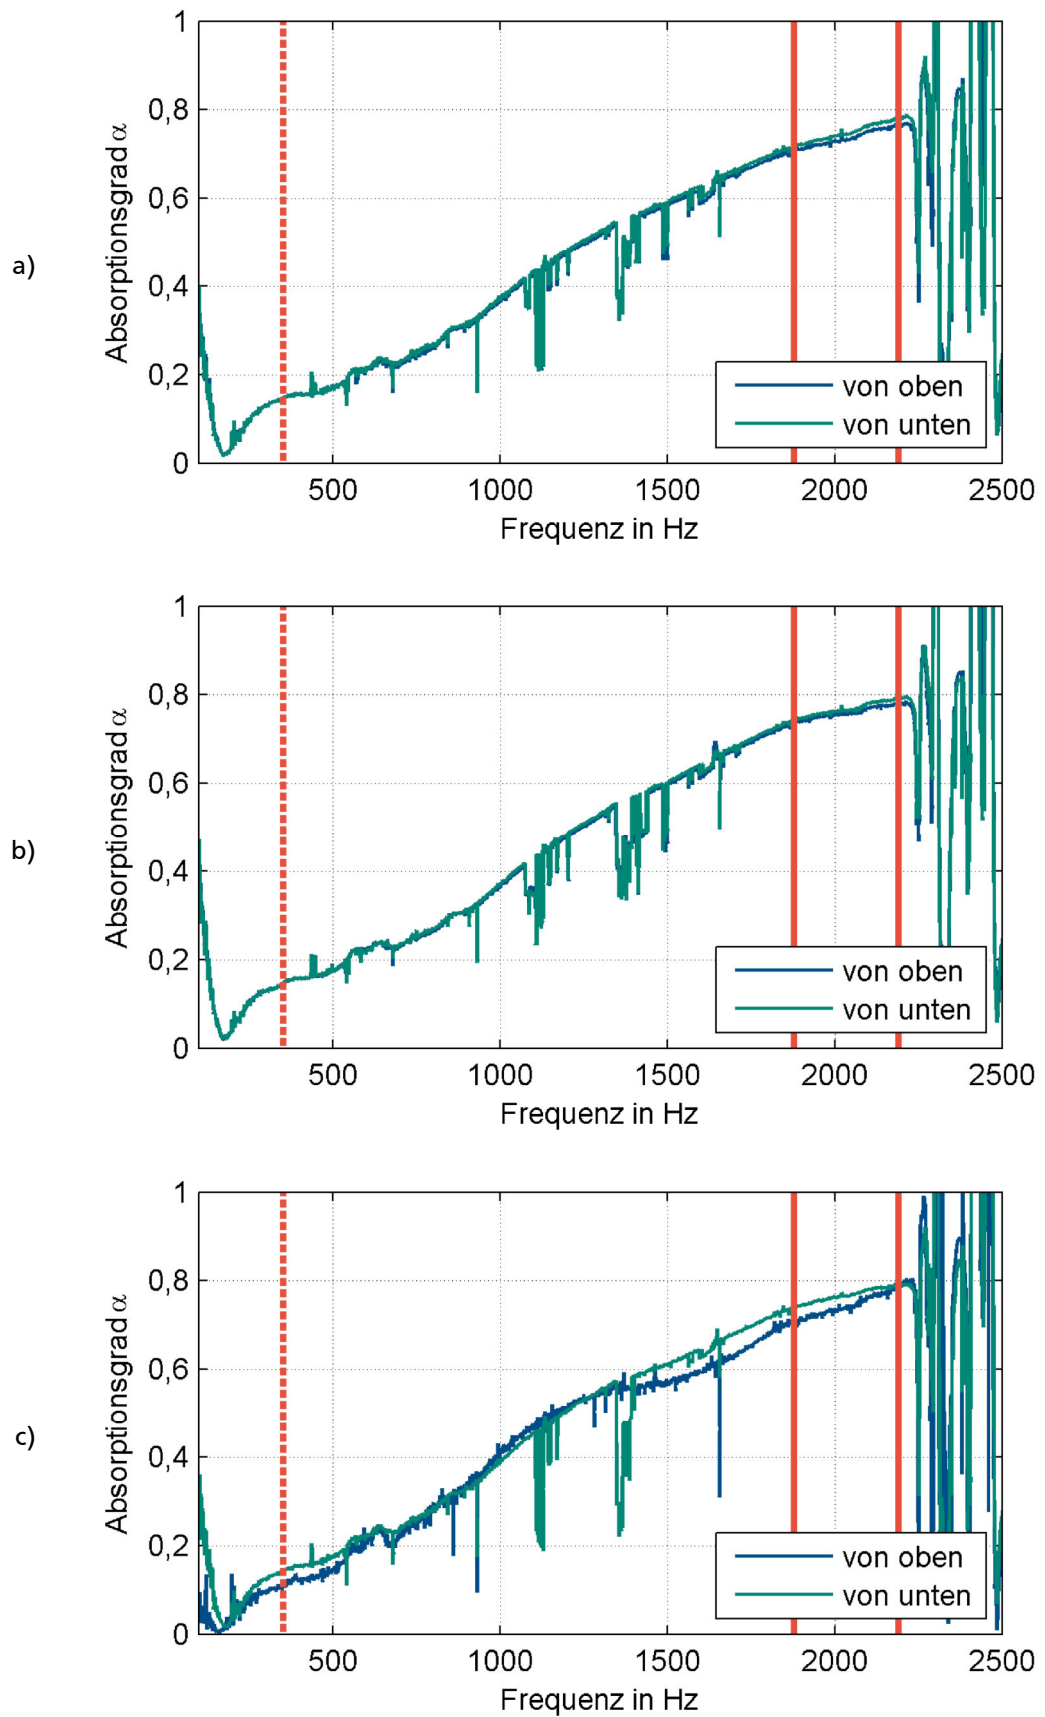 a)
Absorptionsgrad α
1
0,8
0,6
0,4
0,2
0
500
1000
1500
2000
2500
Frequenz in Hz
von oben
von unten
b)
Absorptionsgrad α
1
0,8
0,6
0,4
0,2
0
500
1000
1500
2000
2500
Frequenz in Hz
von oben
von unten
c)
Absorptionsgrad α
1
0,8
0,6
0,4
0,2
0
500
1000
1500
2000
2500
Frequenz in Hz
von oben
von unten